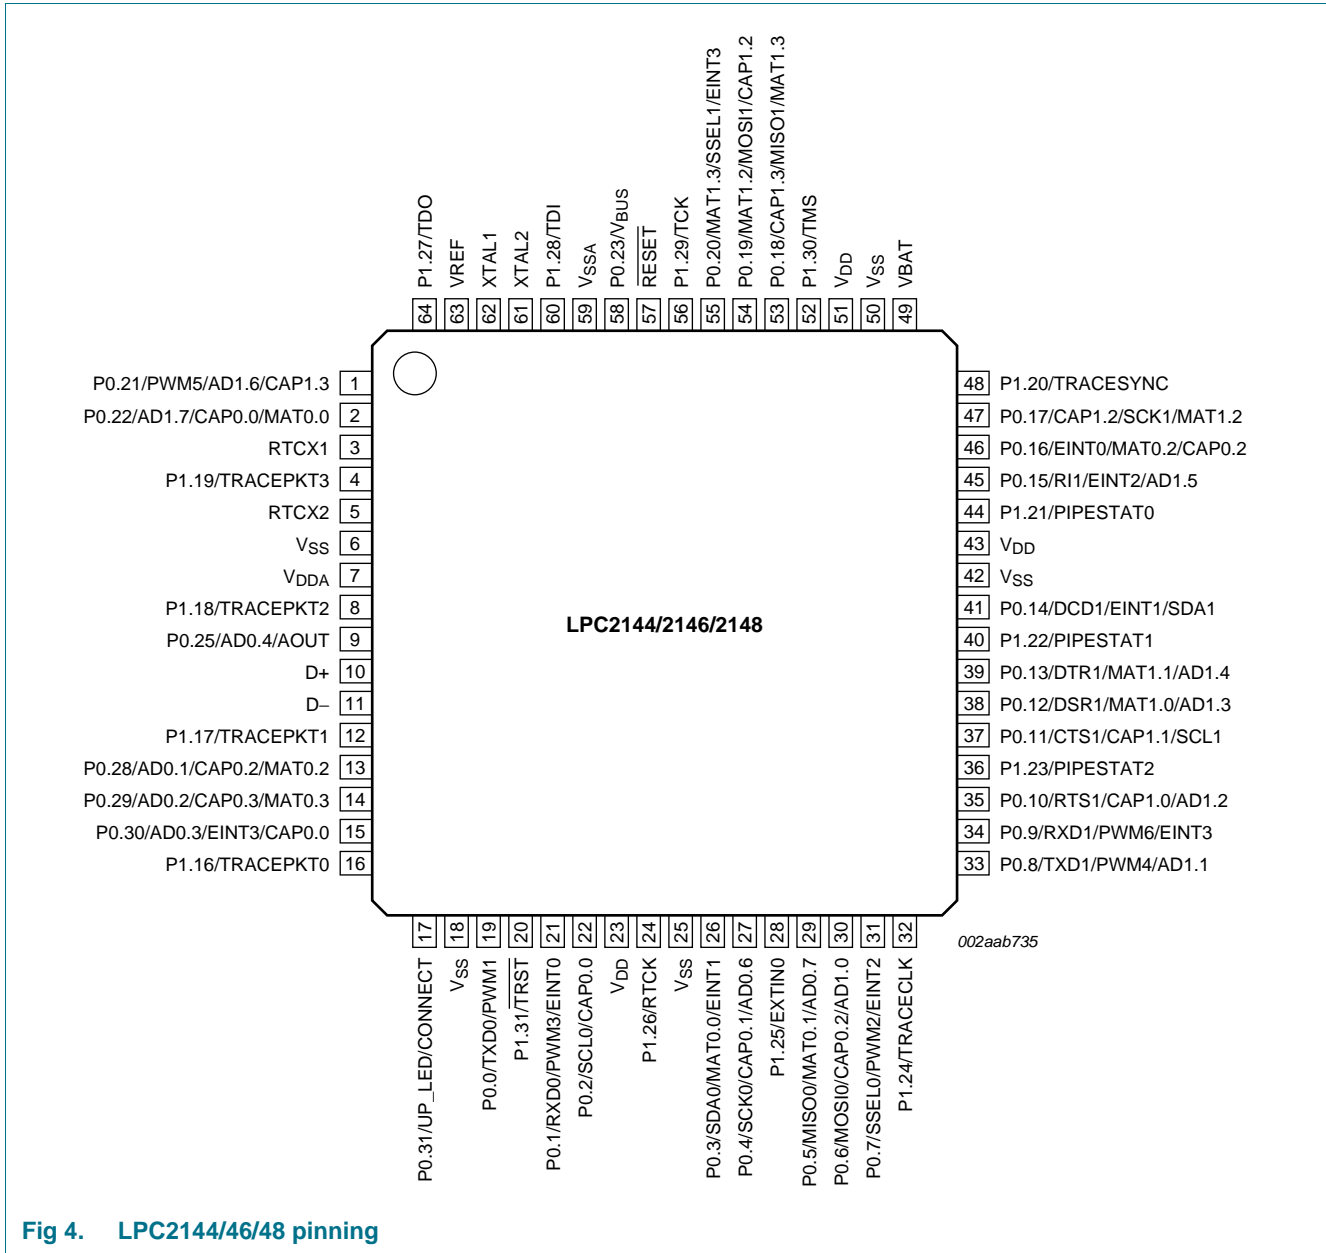 64 P1.27/TDO
63 VREF
62 XTAL1
61 XTAL2
60 P1.28/TDI
59 VSSA
58 P0.23/VBUS
57 RESET
56 P1.29/TCK
55 P0.20/MAT1.3/SSEL1/EINT3
54 P0.19/MAT1.2/MOSI1/CAP1.2
53 P0.18/CAP1.3/MISO1/MAT1.3
52 P1.30/TMS
51 VDD
50 VSS
49 VBAT
P0.21/PWM5/AD1.6/CAP1.3 1
P0.22/AD1.7/CAP0.0/MAT0.0 2
RTCX1 3
P1.19/TRACEPKT3 4
RTCX2 5
VSS 6
VDDA 7
P1.18/TRACEPKT2 8
P0.25/AD0.4/AOUT 9
D+ 10
D− 11
P1.17/TRACEPKT1 12
P0.28/AD0.1/CAP0.2/MAT0.2 13
P0.29/AD0.2/CAP0.3/MAT0.3 14
P0.30/AD0.3/EINT3/CAP0.0 15
P1.16/TRACEPKT0 16
LPC2144/2146/2148
48 P1.20/TRACESYNC
47 P0.17/CAP1.2/SCK1/MAT1.2
46 P0.16/EINT0/MAT0.2/CAP0.2
45 P0.15/RI1/EINT2/AD1.5
44 P1.21/PIPESTAT0
43 VDD
42 VSS
41 P0.14/DCD1/EINT1/SDA1
40 P1.22/PIPESTAT1
39 P0.13/DTR1/MAT1.1/AD1.4
38 P0.12/DSR1/MAT1.0/AD1.3
37 P0.11/CTS1/CAP1.1/SCL1
36 P1.23/PIPESTAT2
35 P0.10/RTS1/CAP1.0/AD1.2
34 P0.9/RXD1/PWM6/EINT3
33 P0.8/TXD1/PWM4/AD1.1
17 P0.31/UP_LED/CONNECT
18 VSS
19 P0.0/TXD0/PWM1
20 P1.31/TRST
21 P0.1/RXD0/PWM3/EINT0
22 P0.2/SCL0/CAP0.0
23 VDD
24 P1.26/RTCK
25 VSS
26 P0.3/SDA0/MAT0.0/EINT1
27 P0.4/SCK0/CAP0.1/AD0.6
28 P1.25/EXTIN0
29 P0.5/MISO0/MAT0.1/AD0.7
30 P0.6/MOSI0/CAP0.2/AD1.0
31 P0.7/SSEL0/PWM2/EINT2
32 P1.24/TRACECLK
002aab735
Fig 4. LPC2144/46/48 pinning